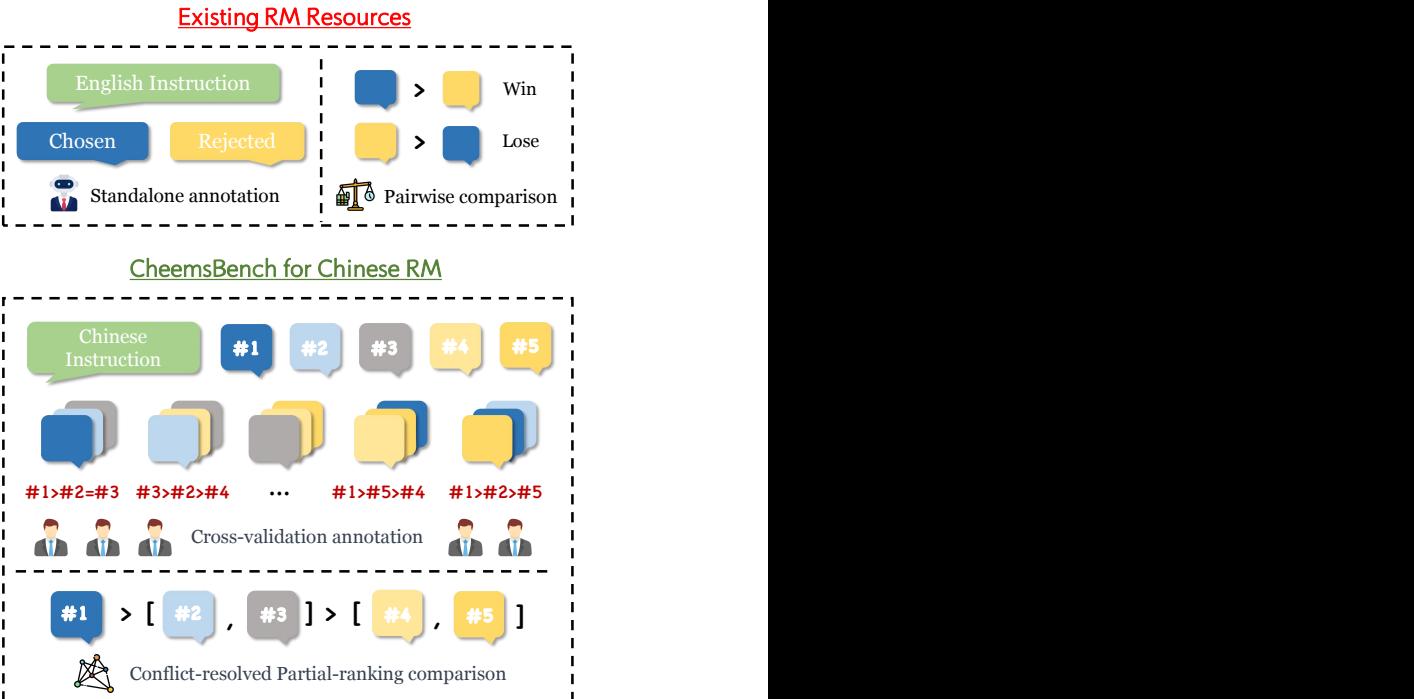 Existing RM Resources
English Instruction
Chosen
Rejected
Standalone annotation
> Win
> Lose
Pairwise comparison
CheemsBench for Chinese RM
Chinese
Instruction
#1 #2 #3 #4 #5
#1>#2=#3 #3>#2>#4 ... #1>#5>#4 #1>#2>#5
Cross-validation annotation
#1 > [ #2 , #3 ] > [ #4 , #5 ]
Conflict-resolved Partial-ranking comparison